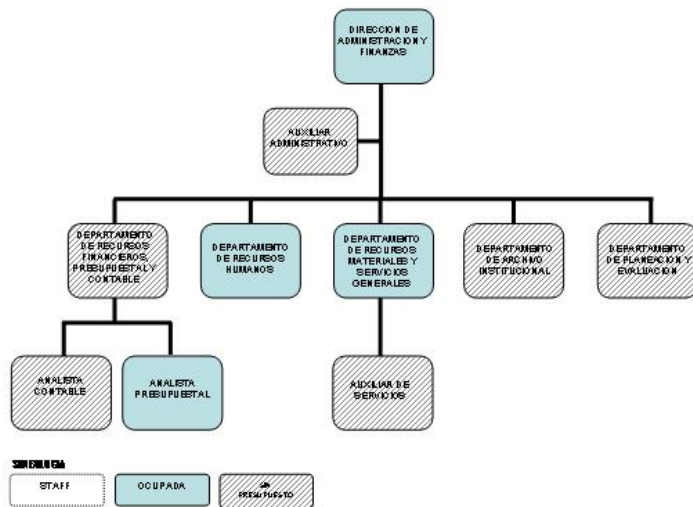 DIRECCION DE
ADMINISTRACION Y
FINANZAS
AUXILIAR
ADMINISTRATIVO
DEPARTAMENTO
DE RECURSOS
FINANCIEROS,
PRESUPUESTAL Y
CONTABLE
DEPARTAMENTO
DE RECURSOS
HUMANOS
DEPARTAMENTO
DE RECURSOS
MATERIALES Y
SERVICIOS
GENERALES
DEPARTAMENTO
DE ARCHIVO
INSTITUCIONAL
DEPARTAMENTO
DE PLANEACION Y
EVALUACION
ANALISTA
CONTABLE
ANALISTA
PRESUPUESTAL
AUXILIAR DE
SERVICIOS
SIMBOLOGIA
STAFF
OCUPADA
SIN
PRESUPUESTO